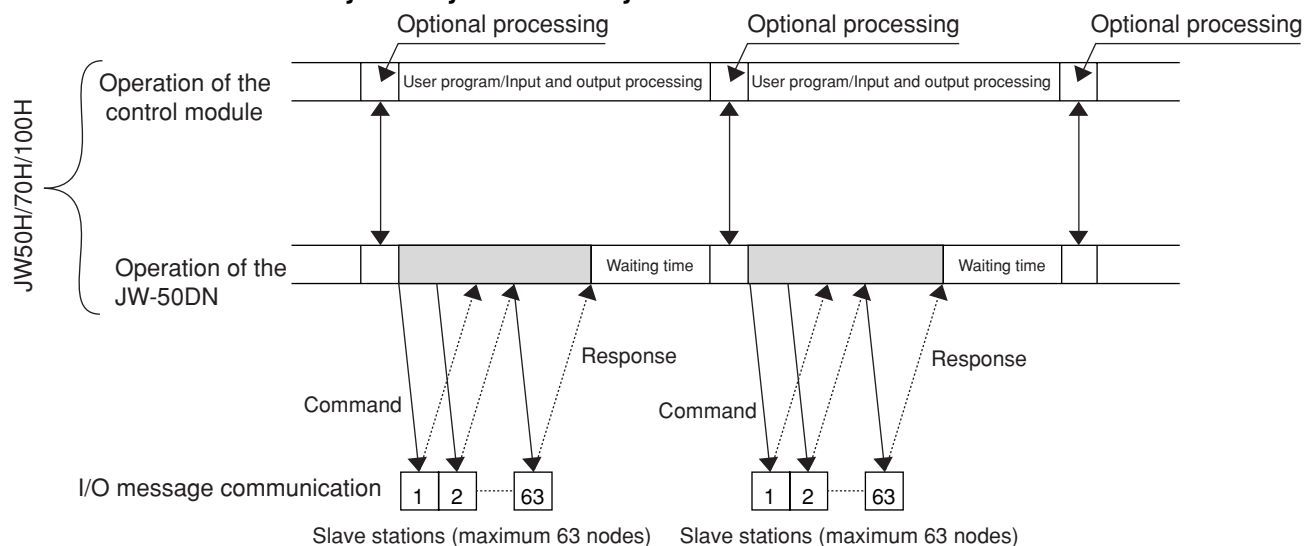 Optional processing
Optional processing
Optional processing
JW50H/70H/100H
Operation of the
control module
User program/Input and output processing
User program/Input and output processing
Operation of the
JW-50DN
Waiting time
Waiting time
Response
Response
Command
Command
I/O message communication
1 2 63
1 2 63
Slave stations (maximum 63 nodes)
Slave stations (maximum 63 nodes)